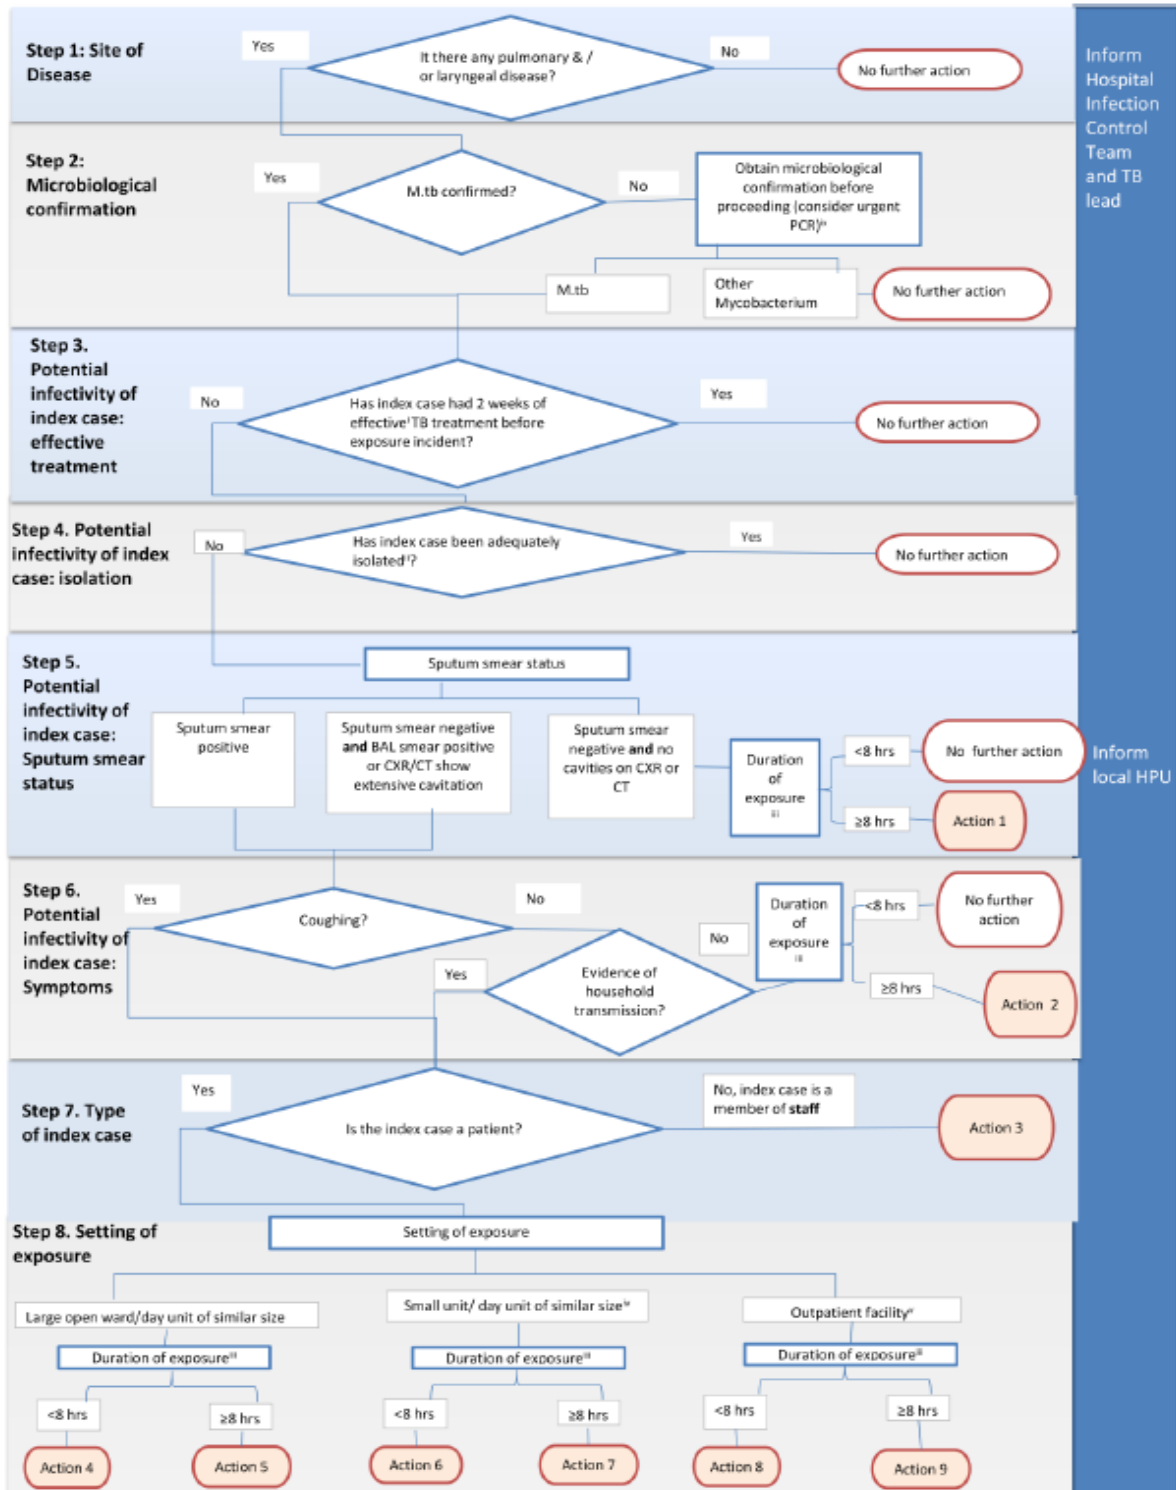 Step 1: Site of
Disease
Yes
It there any pulmonary & /
or laryngeal disease?
No
No further action
Inform
Hospital
Infection
Control
Team
and TB
lead
Step 2:
Microbiological
confirmation
Yes
M.tb confirmed?
No
Obtain microbiological
confirmation before
proceeding (consider urgent
PCR)
M.tb
Other
Mycobacterium
No further action
Step 3.
Potential
infectivity of
index case:
effective
treatment
No
Has index case had 2 weeks of
effectiveⁱ TB treatment before
exposure incident?
Yes
No further action
Step 4. Potential
infectivity of index
case: isolation
No
Has index case been adequately
isolatedⁱⁱ?
Yes
No further action
Step 5.
Potential
infectivity of
index case:
Sputum smear
status
Sputum smear status
Sputum smear
positive
Sputum smear negative
and BAL smear positive
or CXR/CT show
extensive cavitation
Sputum smear
negative and no
cavities on CXR or
CT
Duration
of
exposure
iii
<8 hrs
No further action
≥8 hrs
Action 1
Inform
local HPU
Step 6.
Potential
infectivity of
index case:
Symptoms
Yes
Coughing?
No
Yes
Evidence of
household
transmission?
No
Duration
of
exposure
iii
<8 hrs
No further
action
≥8 hrs
Action 2
Step 7. Type
of index case
Yes
Is the index case a patient?
No, index case is a
member of staff
Action 3
Step 8. Setting of
exposure
Setting of exposure
Large open ward/day unit of similar size
Small unit/ day unit of similar sizeⁱᵛ
Outpatient facilityᵛ
Duration of exposureⁱⁱⁱ
Duration of exposureⁱⁱⁱ
Duration of exposureⁱⁱⁱ
<8 hrs
≥8 hrs
<8 hrs
≥8 hrs
<8 hrs
≥8 hrs
Action 4
Action 5
Action 6
Action 7
Action 8
Action 9